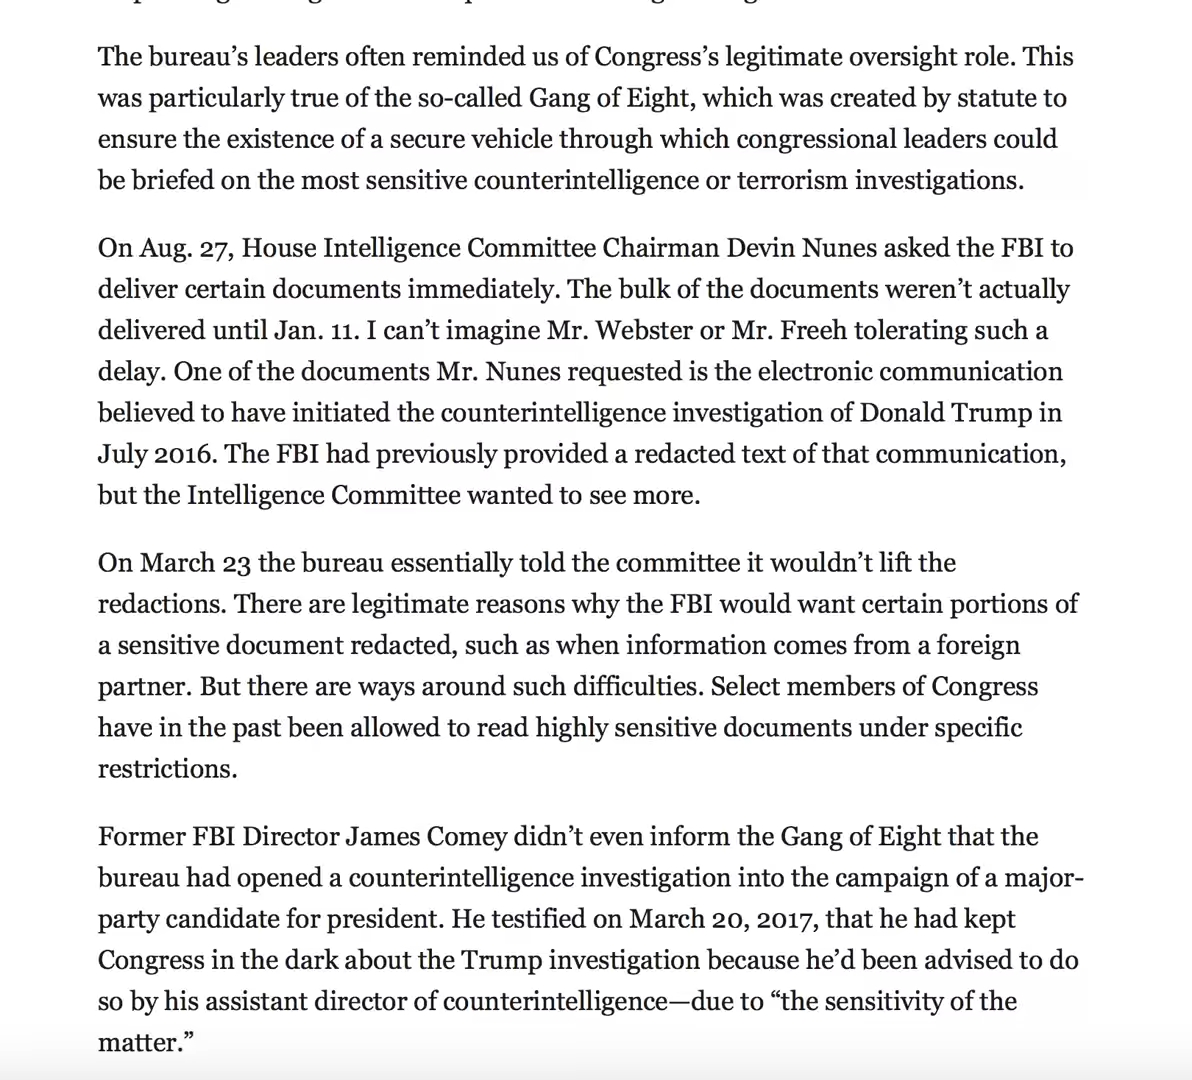 The bureau’s leaders often reminded us of Congress’s legitimate oversight role. This
was particularly true of the so-called Gang of Eight, which was created by statute to
ensure the existence of a secure vehicle through which congressional leaders could
be briefed on the most sensitive counterintelligence or terrorism investigations.
On Aug. 27, House Intelligence Committee Chairman Devin Nunes asked the FBI to
deliver certain documents immediately. The bulk of the documents weren’t actually
delivered until Jan. 11. I can’t imagine Mr. Webster or Mr. Freeh tolerating such a
delay. One of the documents Mr. Nunes requested is the electronic communication
believed to have initiated the counterintelligence investigation of Donald Trump in
July 2016. The FBI had previously provided a redacted text of that communication,
but the Intelligence Committee wanted to see more.
On March 23 the bureau essentially told the committee it wouldn’t lift the
redactions. There are legitimate reasons why the FBI would want certain portions of
a sensitive document redacted, such as when information comes from a foreign
partner. But there are ways around such difficulties. Select members of Congress
have in the past been allowed to read highly sensitive documents under specific
restrictions.
Former FBI Director James Comey didn’t even inform the Gang of Eight that the
bureau had opened a counterintelligence investigation into the campaign of a major-
party candidate for president. He testified on March 20, 2017, that he had kept
Congress in the dark about the Trump investigation because he’d been advised to do
so by his assistant director of counterintelligence—due to “the sensitivity of the
matter.”